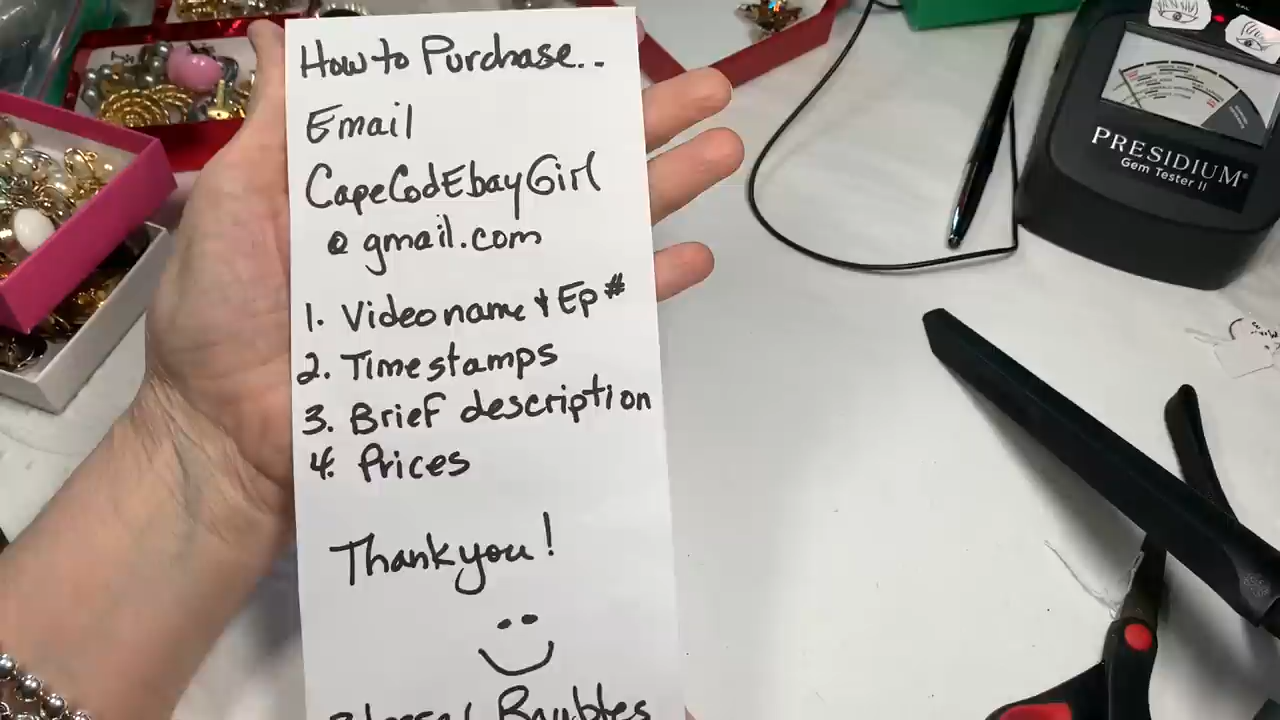 How to Purchase..
Email
CapeCodEbayGirl
@gmail.com
1. Video name & Ep #
2. Timestamps
3. Brief description
4. Prices
Thank you!
Baubles
PRESIDIUM®
Gem Tester II